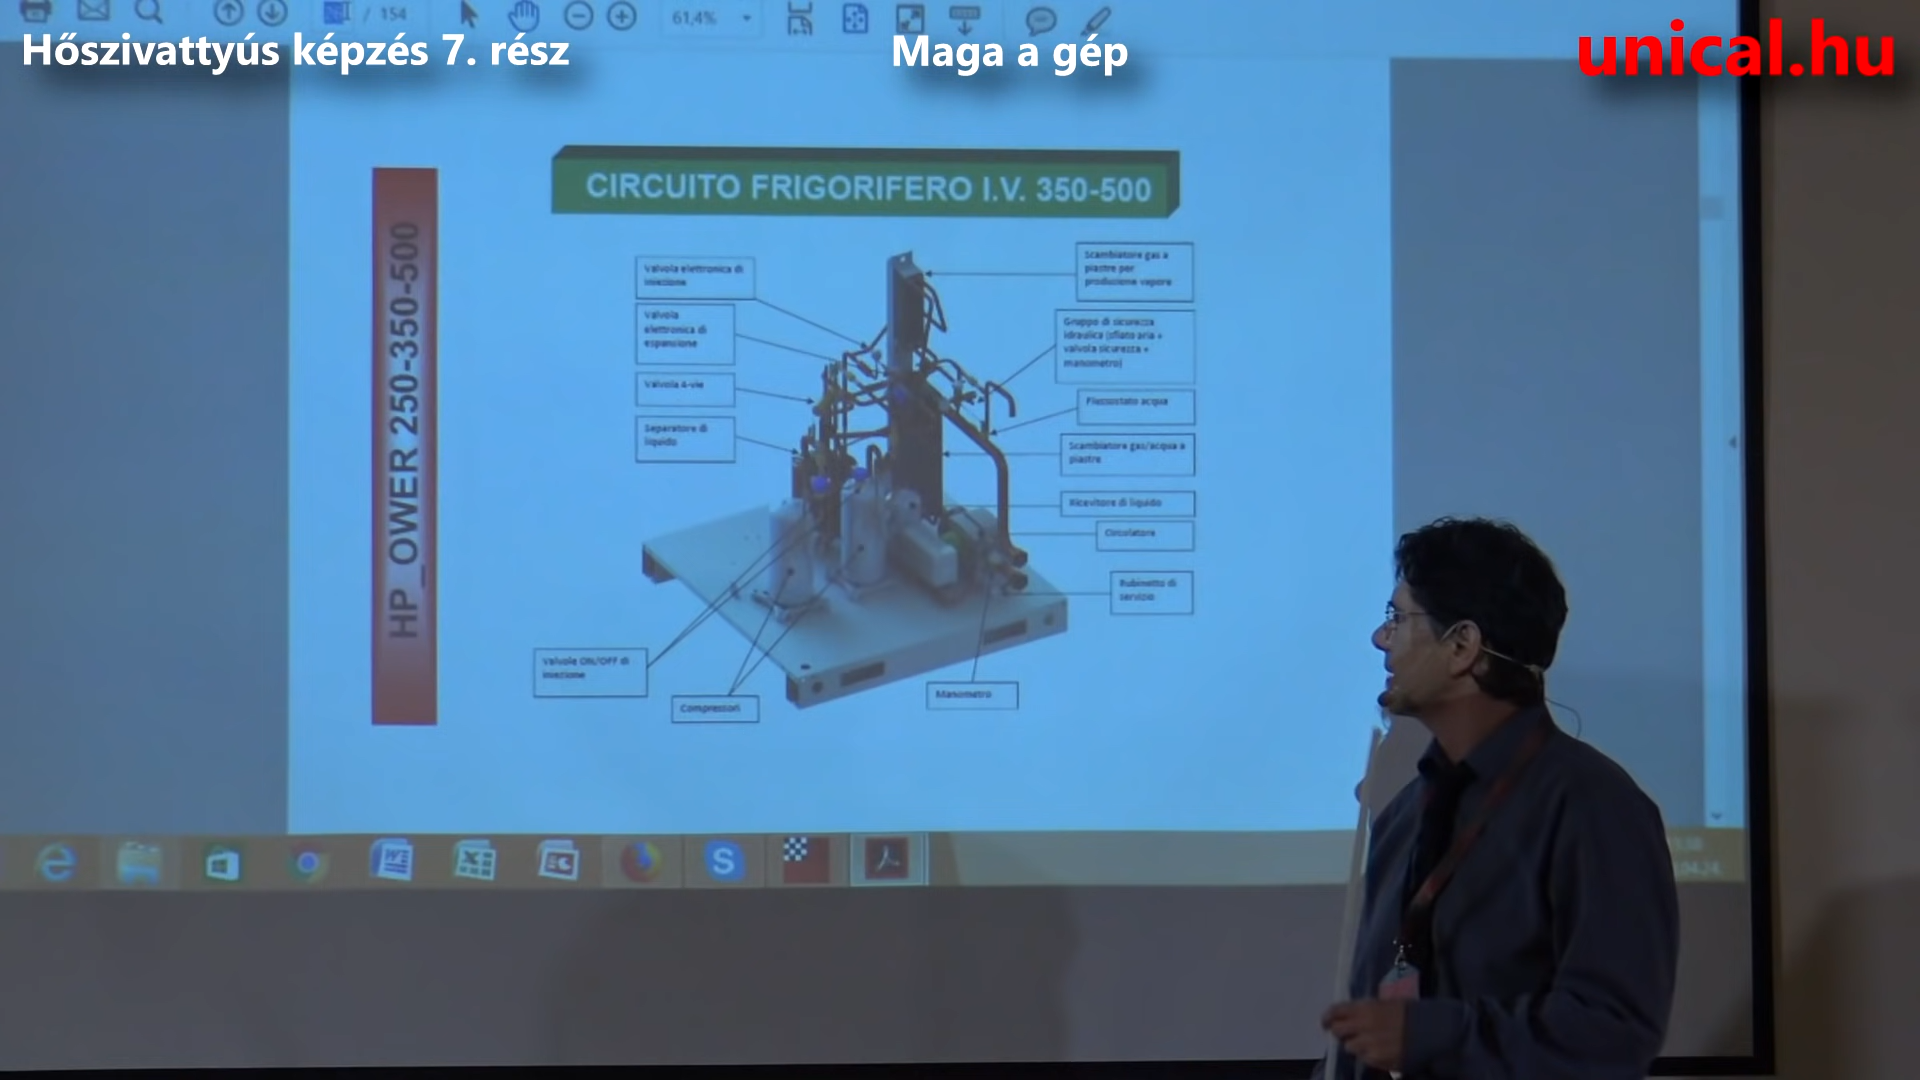 / 154
61,4%
Hőszivattyús képzés 7. rész
Maga a gép
unical.hu
CIRCUITO FRIGORIFERO I.V. 350-500
HP_OWER 250-350-500
Valvola elettronica di
iniezione
Valvola
elettronica di
espansione
Valvola 4-vie
Separatore di
liquido
Valvole ON/OFF di
iniezione
Compressori
Manometro
Scambiatore gas a
piastre per
produzione vapore
Gruppo di sicurezza
idraulica (sfiato aria +
valvola sicurezza +
manometro)
Flussostato acqua
Scambiatore gas/acqua a
piastre
Ricevitore di liquido
Circolatore
Rubinetto di
servizio